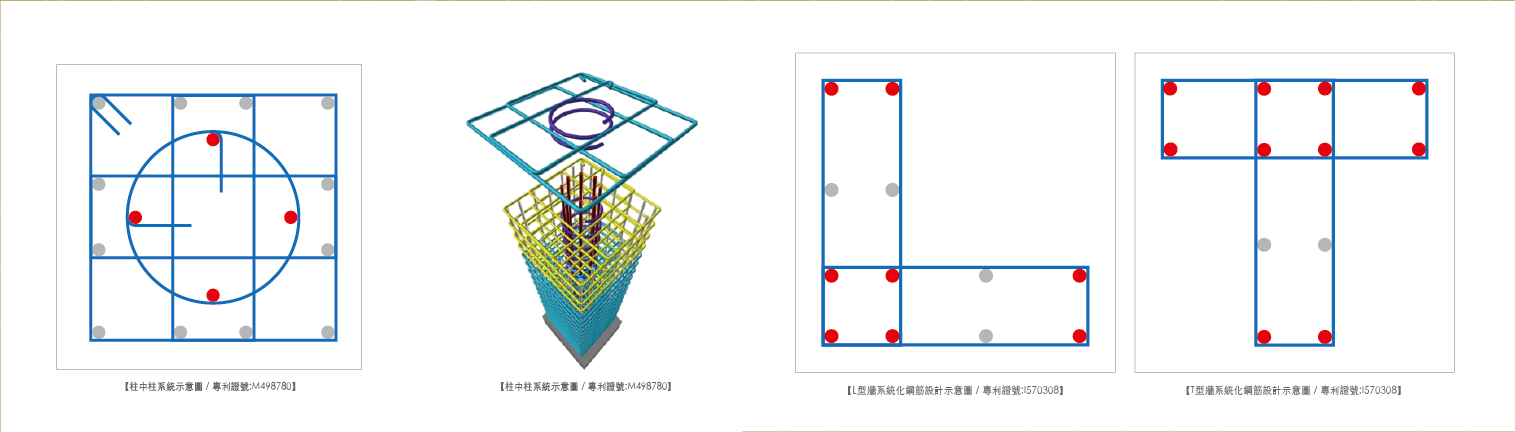 【柱中柱系統示意圖 / 專利證號:M498780】
【柱中柱系統示意圖 / 專利證號:M498780】
【L型牆系統化鋼筋設計示意圖 / 專利證號:I570308】
【T型牆系統化鋼筋設計示意圖 / 專利證號:I570308】